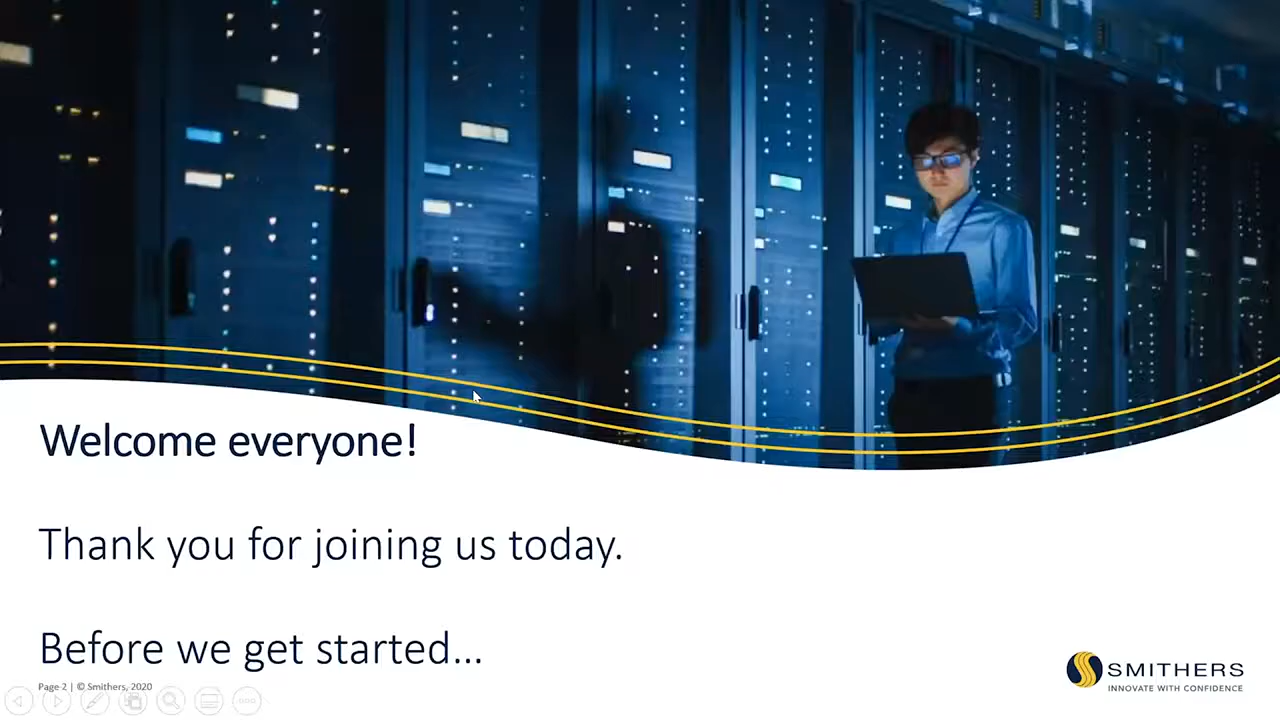 Welcome everyone!
Thank you for joining us today.
Before we get started...
Page 2 | © Smithers, 2020
SMITHERS
INNOVATE WITH CONFIDENCE